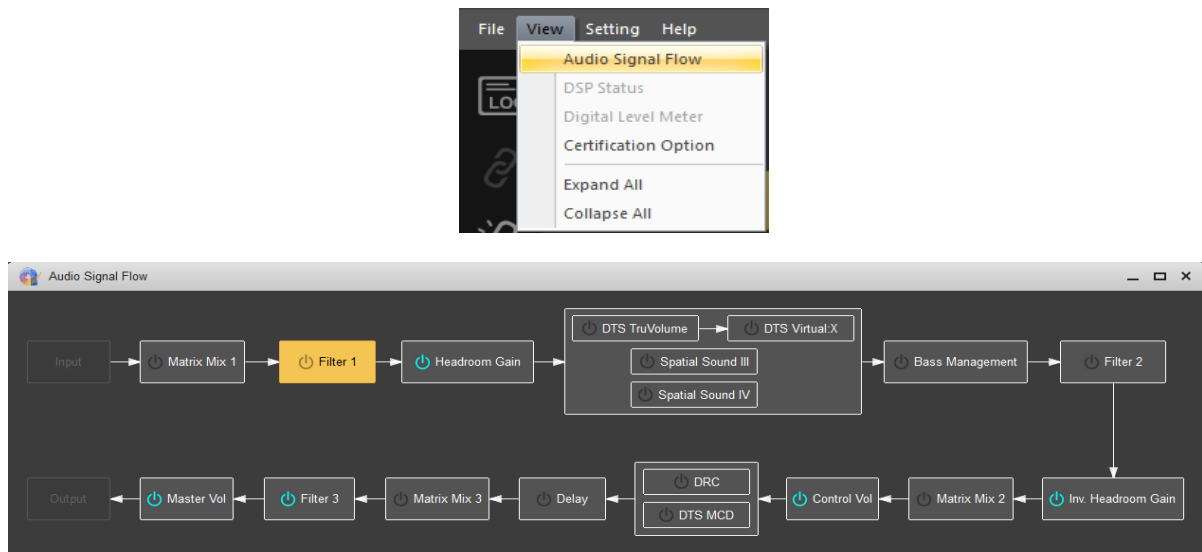 File View Setting Help
Audio Signal Flow
LO
DSP Status
Digital Level Meter
Certification Option
Expand All
Collapse All
Audio Signal Flow
DTS TruVolume DTS Virtual:X
Input Matrix Mix 1 Filter 1 Headroom Gain Spatial Sound III Bass Management Filter 2
Spatial Sound IV
DRC
Output Master Vol Filter 3 Matrix Mix 3 Delay Control Vol Matrix Mix 2 Inv. Headroom Gain
DTS MCD